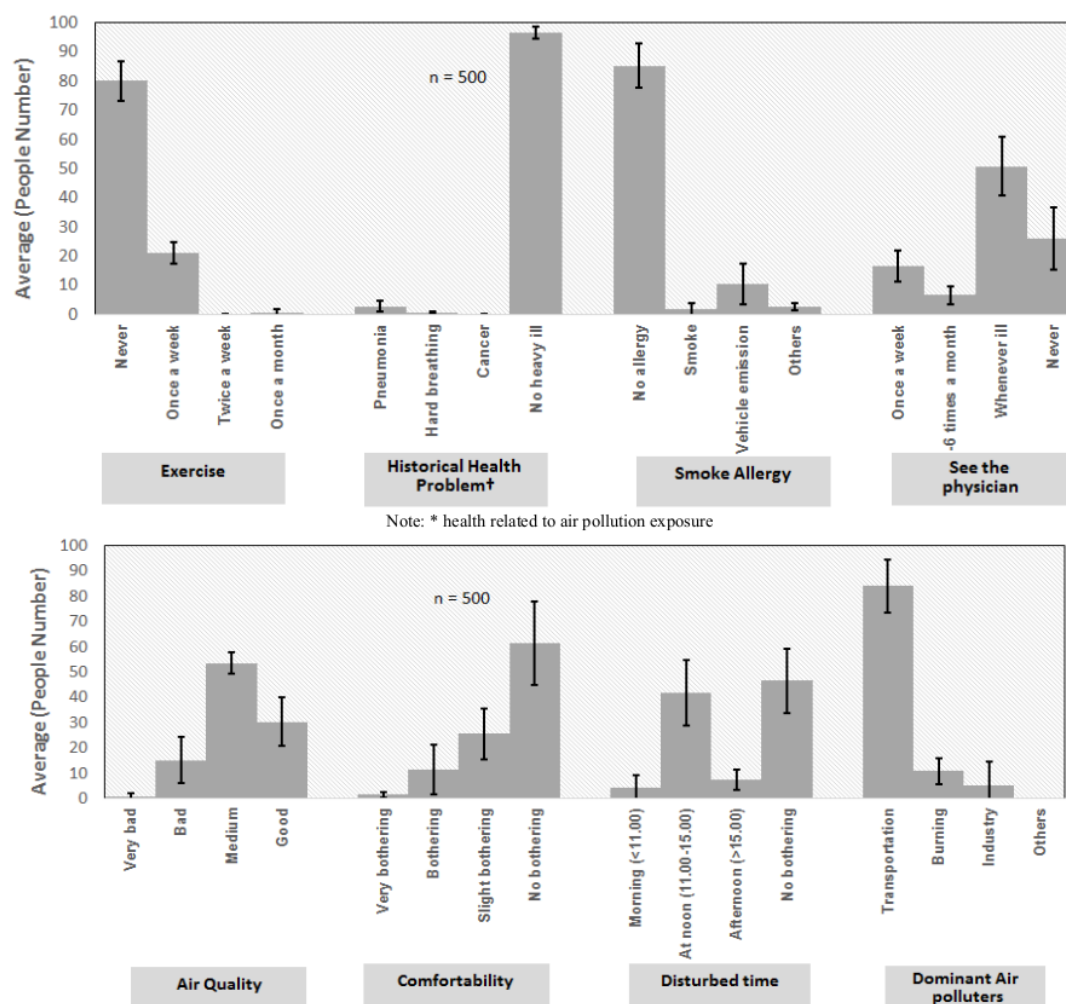 100
90
80
70
60
50
40
30
20
10
0
Average (People Number)
n = 500
Never
Once a week
Twice a week
Once a month
Pneumonia
Hard breathing
Cancer
No heavy ill
No allergy
Smoke
Vehicle emission
Others
Once a week
-6 times a month
Whenever ill
Never
Exercise
Historical Health
Problem†
Smoke Allergy
See the
physician
Note: * health related to air pollution exposure
100
90
80
70
60
50
40
30
20
10
0
Average (People Number)
n = 500
Very bad
Bad
Medium
Good
Very bothering
Bothering
Slight bothering
No bothering
Morning (<11.00)
At noon (11.00-15.00)
Afternoon (>15.00)
No bothering
Transportation
Burning
Industry
Others
Air Quality
Comfortability
Disturbed time
Dominant Air
polluters